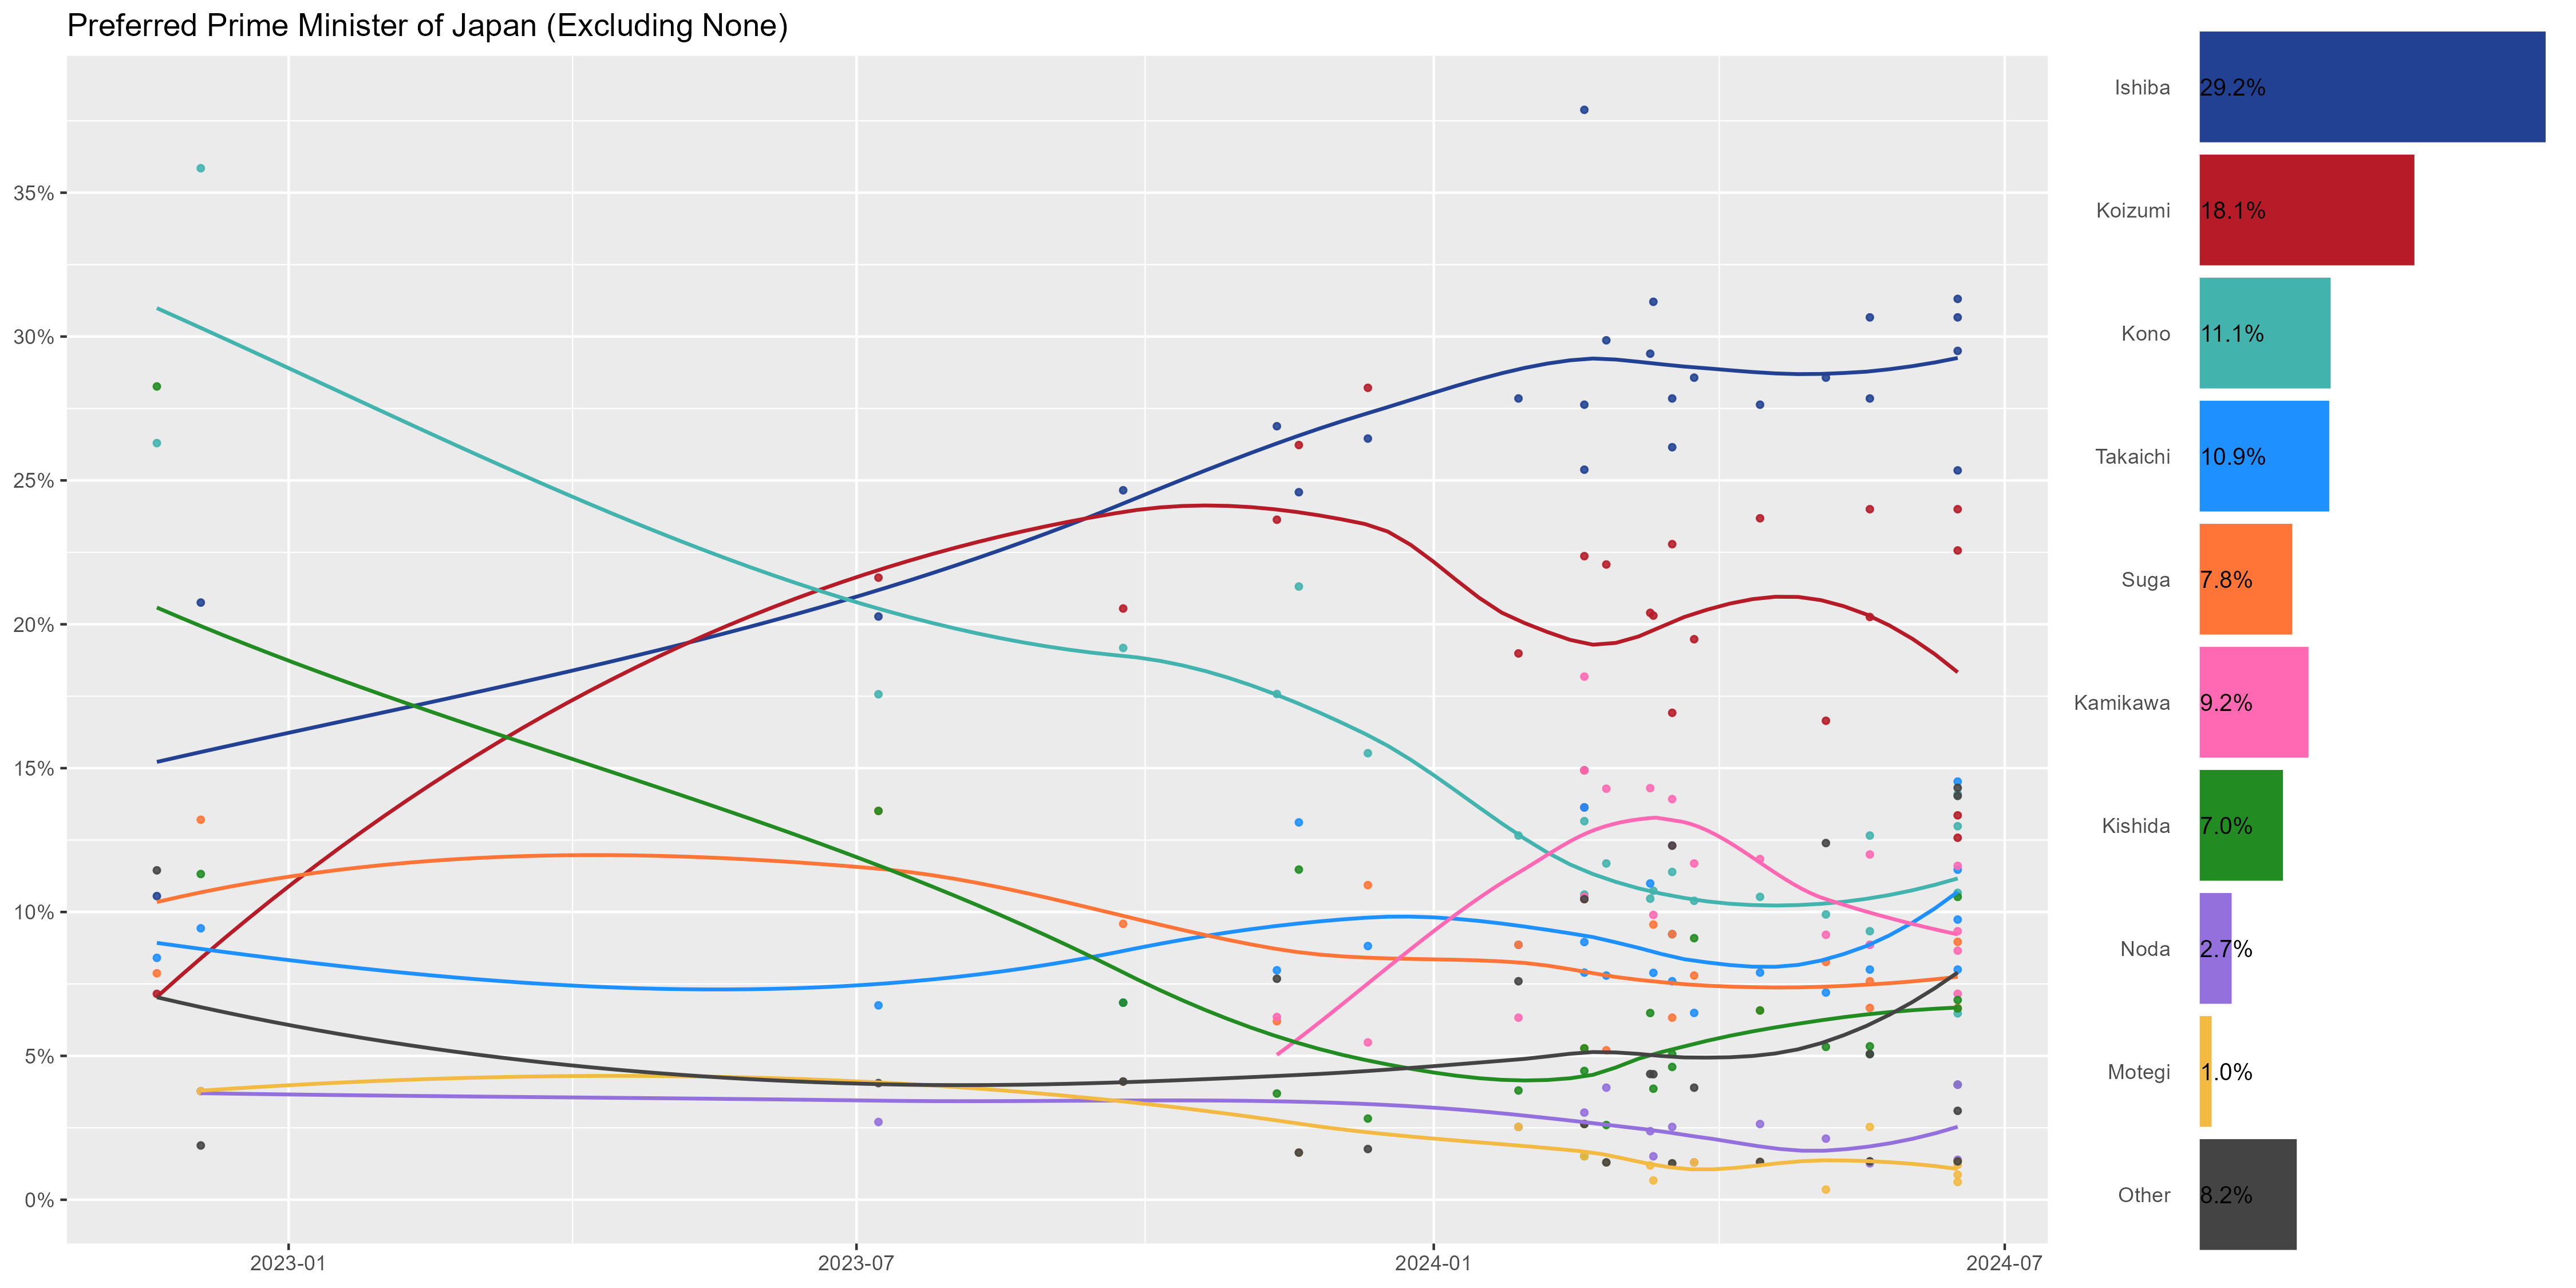 Preferred Prime Minister of Japan (Excluding None)
35%
30%
25%
20%
15%
10%
5%
0%
2023-01
2023-07
2024-01
2024-07
Ishiba 29.2%
Koizumi 18.1%
Kono 11.1%
Takaichi 10.9%
Suga 7.8%
Kamikawa 9.2%
Kishida 7.0%
Noda 2.7%
Motegi 1.0%
Other 8.2%